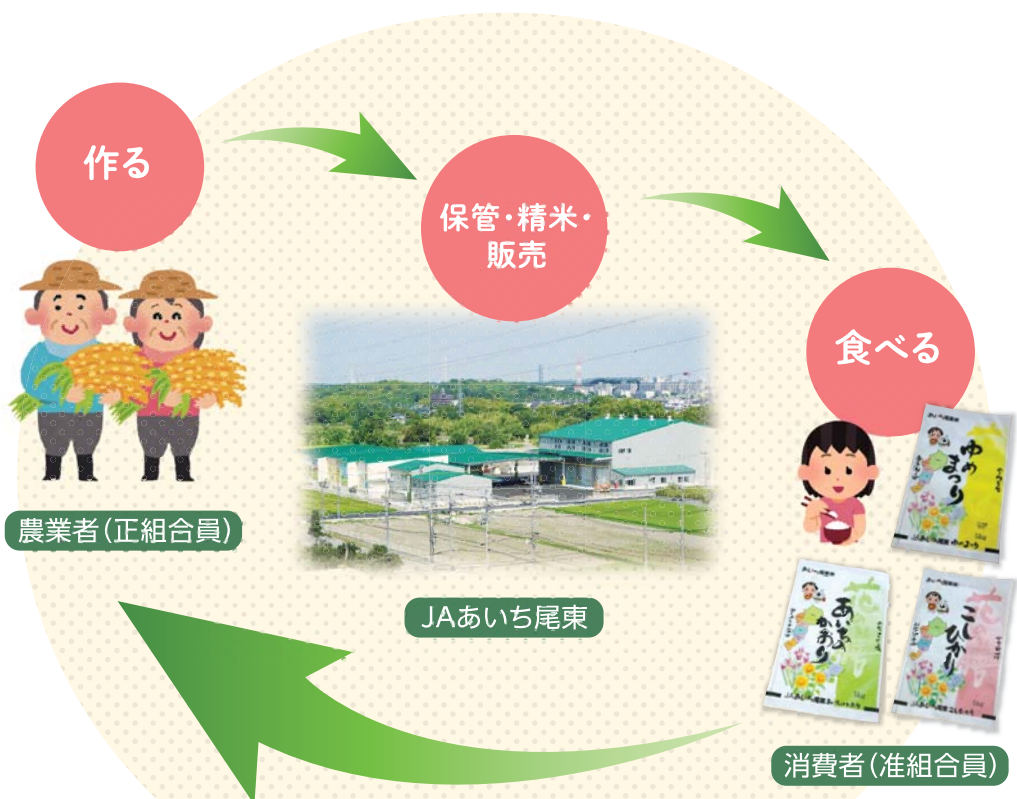 作る
保管・精米・
販売
食べる
農業者(正組合員)
JAあいち尾東
ゆめ
まつり
あいちの
かおり
こしひかり
消費者(准組合員)